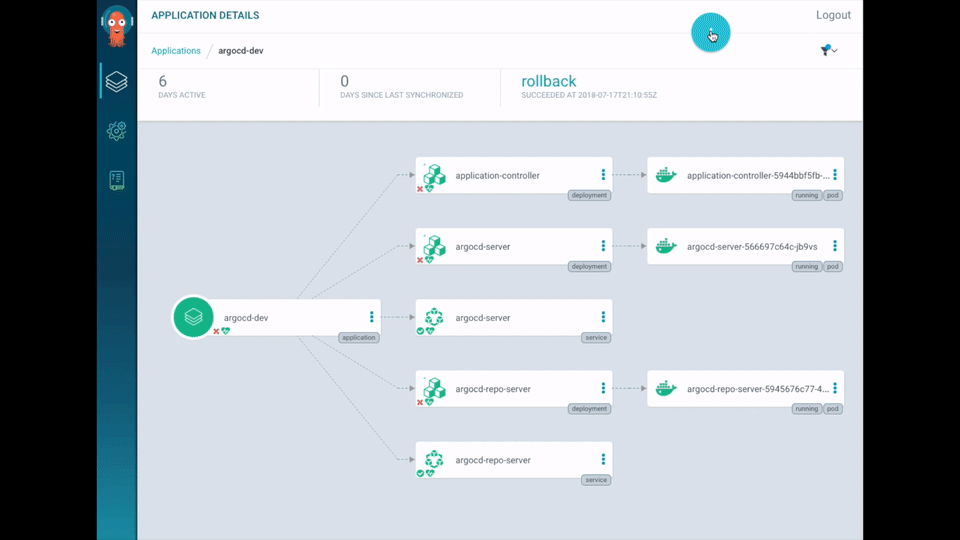 APPLICATION DETAILS
Logout
Applications / argocd-dev
6
DAYS ACTIVE
0
DAYS SINCE LAST SYNCHRONIZED
rollback
SUCCEEDED AT 2018-07-17T21:10:55Z
application-controller
deployment
application-controller-5944bbf5fb-...
running pod
argocd-server
deployment
argocd-server-566697c64c-jb9vs
running pod
argocd-dev
application
argocd-server
service
argocd-repo-server
deployment
argocd-repo-server-5945676c77-4...
running pod
argocd-repo-server
service